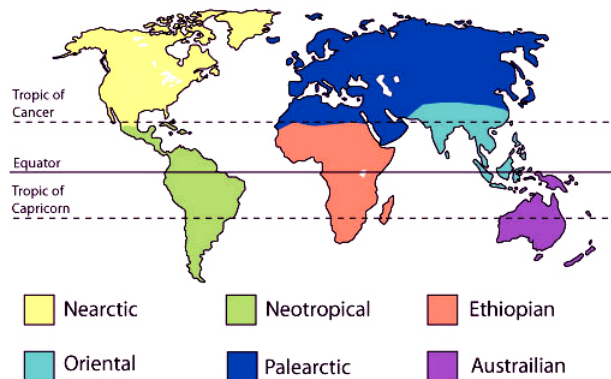 Tropic of
Cancer
Equator
Tropic of
Capricorn
Nearctic
Neotropical
Ethiopian
Oriental
Palearctic
Austrailian